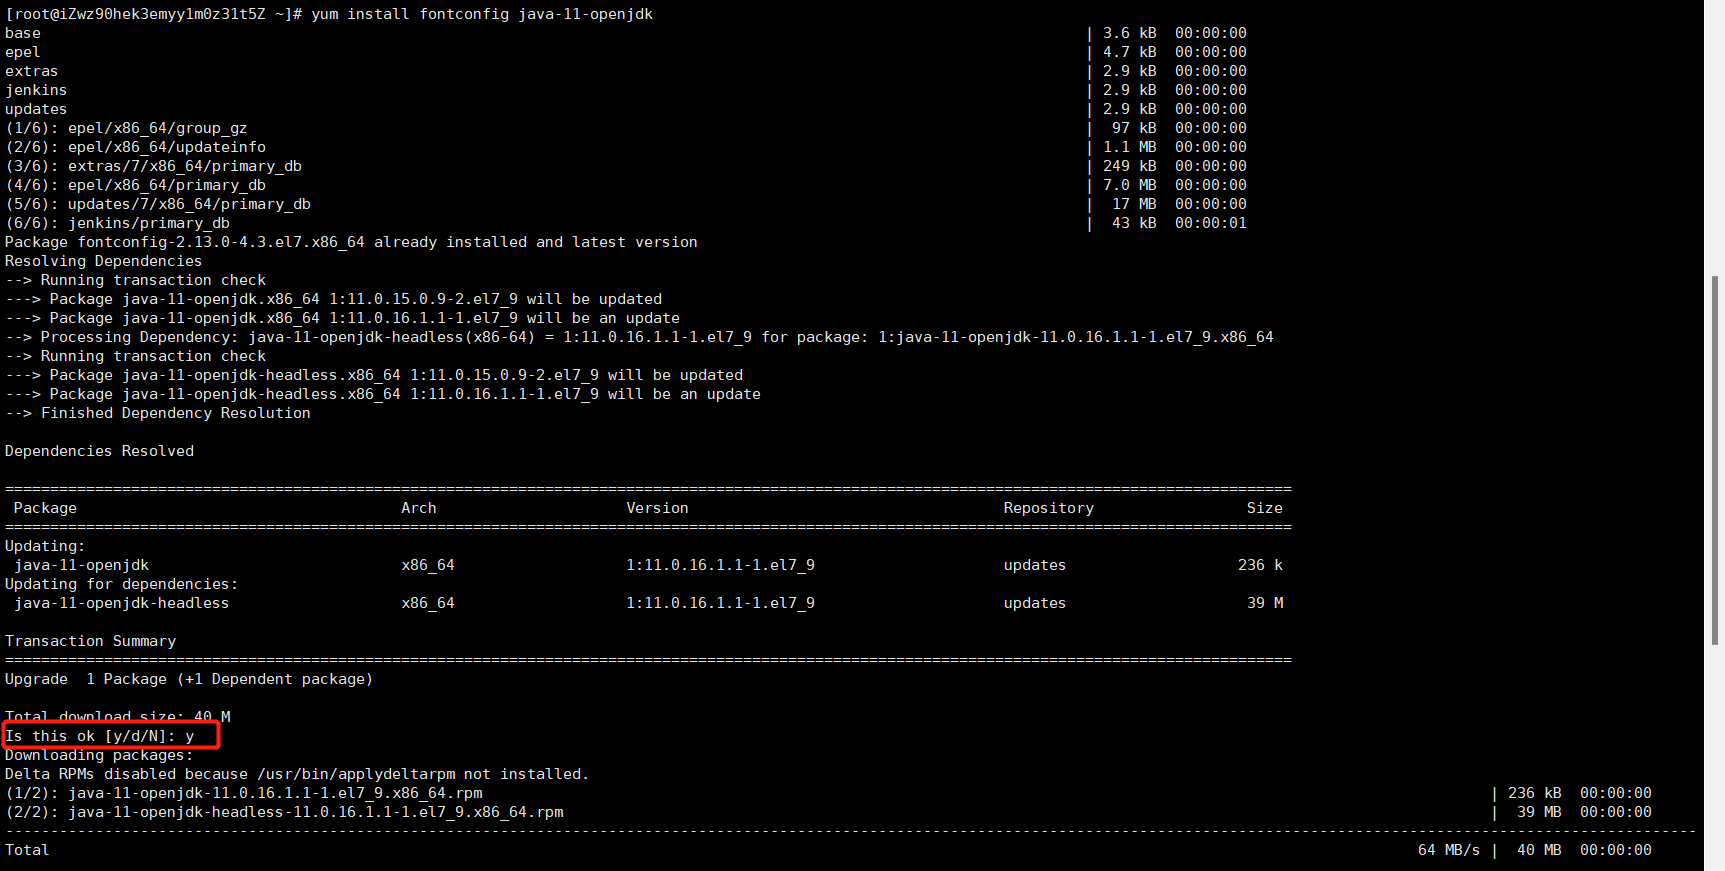 [root@iZwz90hek3emyy1m0z31t5Z ~]# yum install fontconfig java-11-openjdk
base | 3.6 kB 00:00:00
epel | 4.7 kB 00:00:00
extras | 2.9 kB 00:00:00
jenkins | 2.9 kB 00:00:00
updates | 2.9 kB 00:00:00
(1/6): epel/x86_64/group_gz | 97 kB 00:00:00
(2/6): epel/x86_64/updateinfo | 1.1 MB 00:00:00
(3/6): extras/7/x86_64/primary_db | 249 kB 00:00:00
(4/6): epel/x86_64/primary_db | 7.0 MB 00:00:00
(5/6): updates/7/x86_64/primary_db | 17 MB 00:00:00
(6/6): jenkins/primary_db | 43 kB 00:00:01
Package fontconfig-2.13.0-4.3.el7.x86_64 already installed and latest version
Resolving Dependencies
--> Running transaction check
---> Package java-11-openjdk.x86_64 1:11.0.15.0.9-2.el7_9 will be updated
---> Package java-11-openjdk.x86_64 1:11.0.16.1.1-1.el7_9 will be an update
--> Processing Dependency: java-11-openjdk-headless(x86-64) = 1:11.0.16.1.1-1.el7_9 for package: 1:java-11-openjdk-11.0.16.1.1-1.el7_9.x86_64
--> Running transaction check
---> Package java-11-openjdk-headless.x86_64 1:11.0.15.0.9-2.el7_9 will be updated
---> Package java-11-openjdk-headless.x86_64 1:11.0.16.1.1-1.el7_9 will be an update
--> Finished Dependency Resolution
Dependencies Resolved
================================================================================
Package Arch Version Repository Size
================================================================================
Updating:
java-11-openjdk x86_64 1:11.0.16.1.1-1.el7_9 updates 236 k
Updating for dependencies:
java-11-openjdk-headless x86_64 1:11.0.16.1.1-1.el7_9 updates 39 M
Transaction Summary
================================================================================
Upgrade 1 Package (+1 Dependent package)
Total download size: 40 M
Is this ok [y/d/N]: y
Downloading packages:
Delta RPMs disabled because /usr/bin/applydeltarpm not installed.
(1/2): java-11-openjdk-11.0.16.1.1-1.el7_9.x86_64.rpm | 236 kB 00:00:00
(2/2): java-11-openjdk-headless-11.0.16.1.1-1.el7_9.x86_64.rpm | 39 MB 00:00:00
--------------------------------------------------------------------------------
Total 64 MB/s | 40 MB 00:00:00